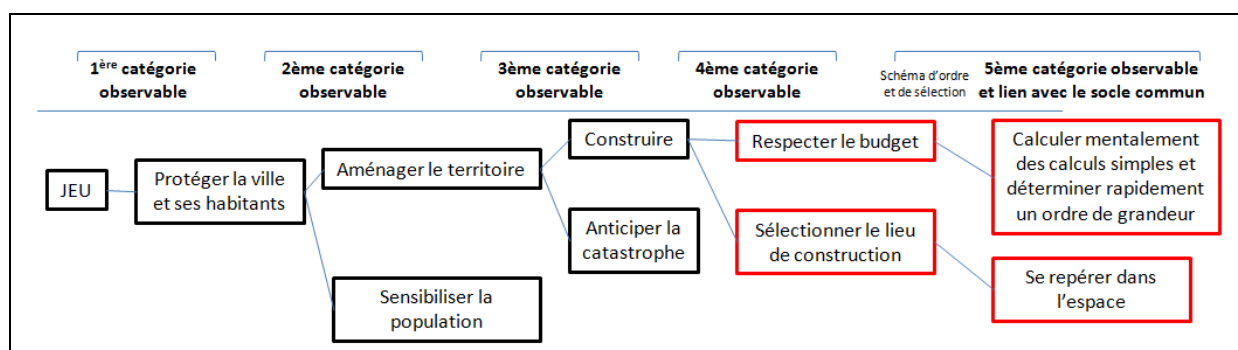 1ère catégorie
observable
2ème catégorie
observable
3ème catégorie
observable
4ème catégorie
observable
Schéma d'ordre
et de sélection
5ème catégorie observable
et lien avec le socle commun
JEU
Protéger la ville
et ses habitants
Aménager le territoire
Sensibiliser la
population
Construire
Anticiper la
catastrophe
Respecter le budget
Sélectionner le lieu
de construction
Calculer mentalement
des calculs simples et
déterminer rapidement
un ordre de grandeur
Se repérer dans
l'espace